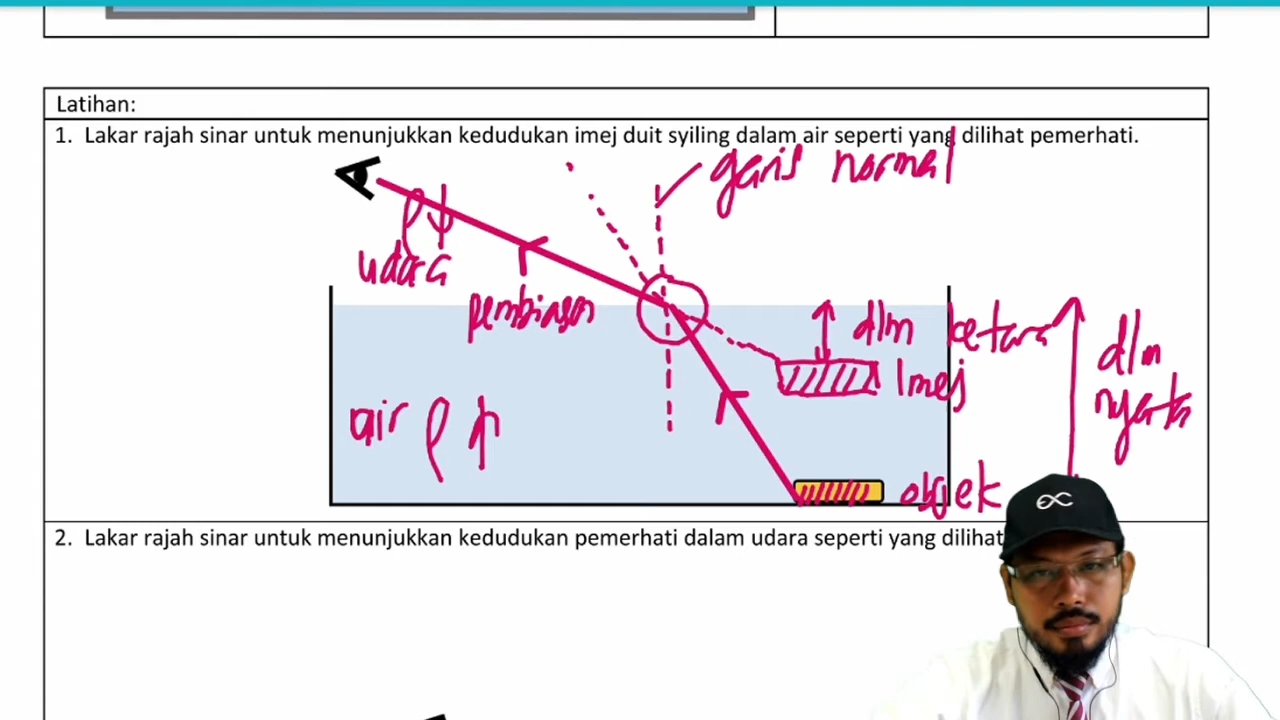 Latihan:
1. Lakar rajah sinar untuk menunjukkan kedudukan imej duit syiling dalam air seperti yang dilihat pemerhati.
garis normal
ρ ↓
udara
pembiasan
dlm ketara
dlm nyata
Imej
air ρ ↑
objek
2. Lakar rajah sinar untuk menunjukkan kedudukan pemerhati dalam udara seperti yang dilihat